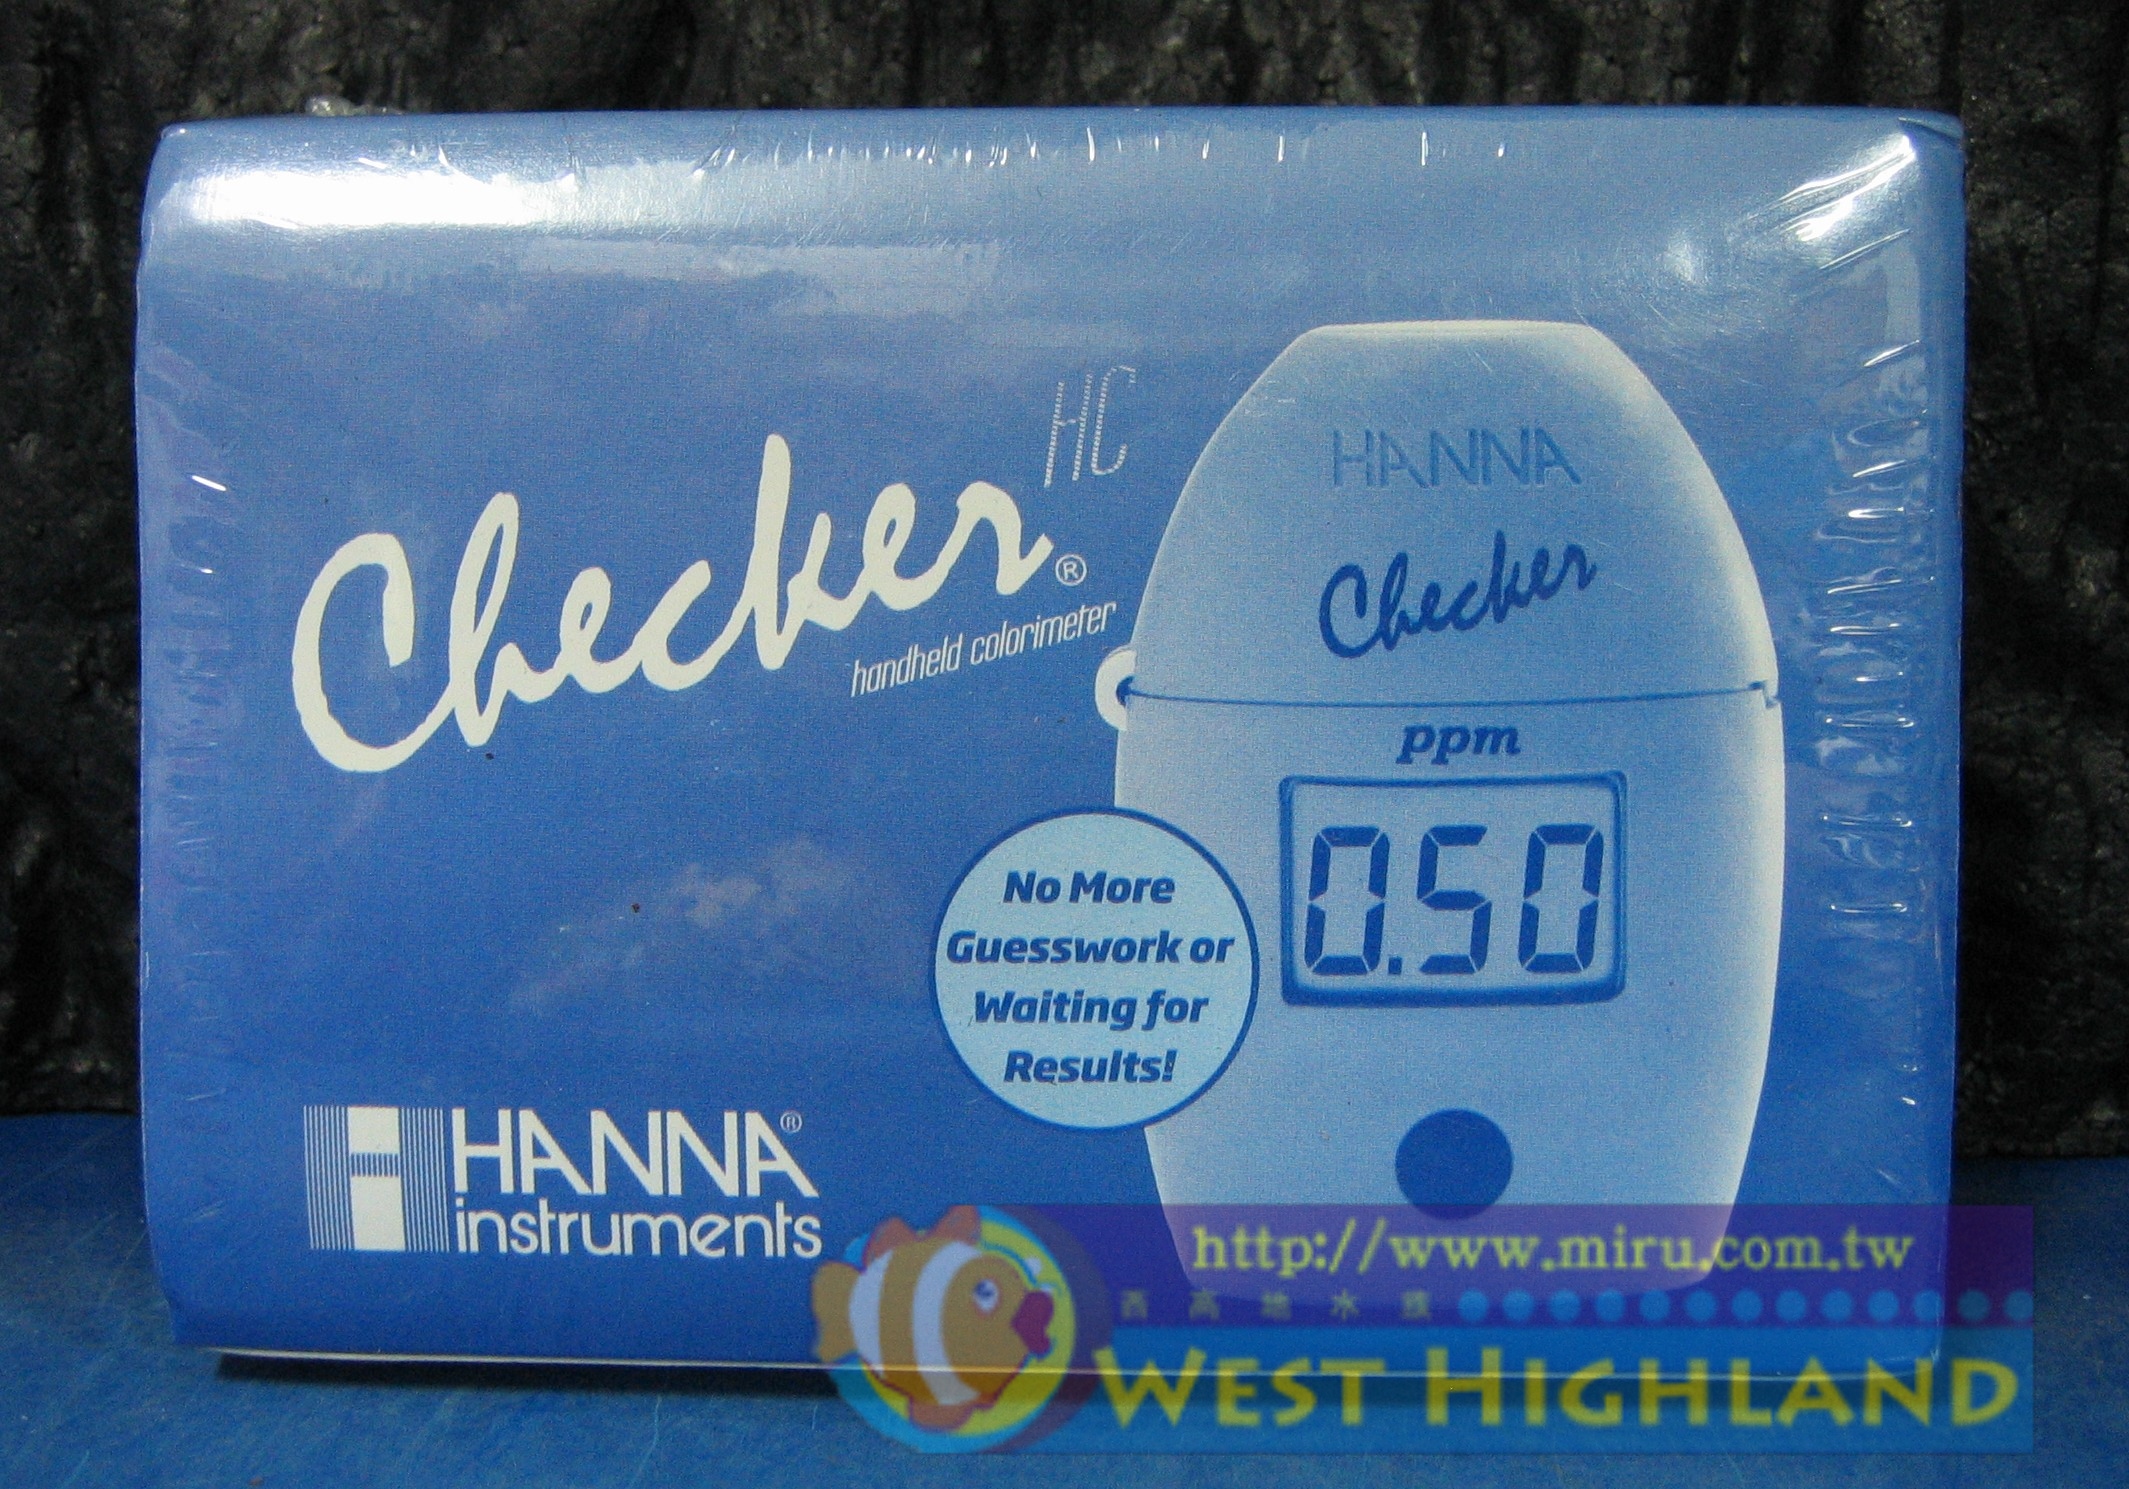 HC
Checker®
handheld colorimeter
HANNA
Checker
ppm
0.50
No More
Guesswork or
Waiting for
Results!
HANNA®
instruments
http://www.miru.com.tw
西高地水族
WEST HIGHLAND